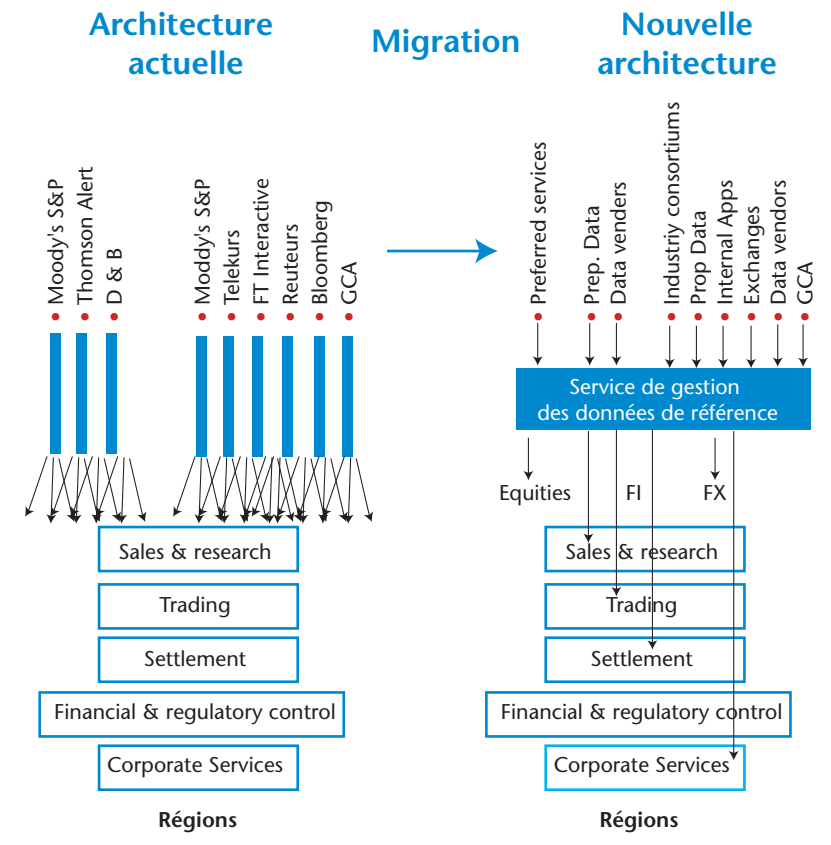 Architecture
actuelle
Migration
Nouvelle
architecture
Moody's S&P
Thomson Alert
D & B
Moddy's S&P
Telekurs
FT Interactive
Reuteurs
Bloomberg
GCA
Preferred services
Prep. Data
Data venders
Industriy consortiums
Prop Data
Internal Apps
Exchanges
Data vendors
GCA
Service de gestion
des données de référence
Equities
FI
FX
Sales & research
Trading
Settlement
Financial & regulatory control
Corporate Services
Régions
Sales & research
Trading
Settlement
Financial & regulatory control
Corporate Services
Régions